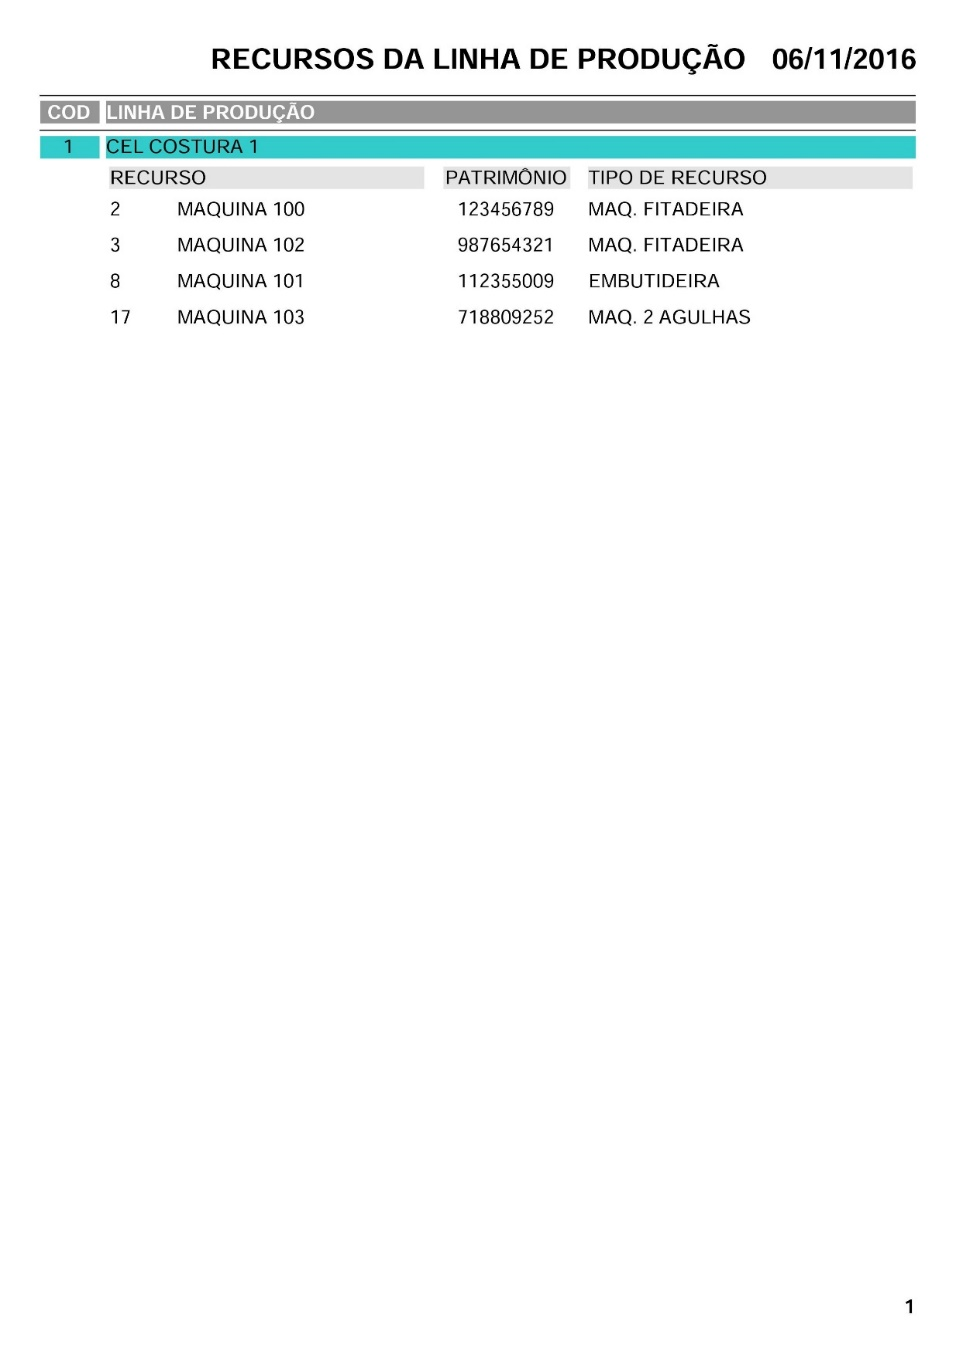 RECURSOS DA LINHA DE PRODUÇÃO 06/11/2016
COD LINHA DE PRODUÇÃO
1 CEL COSTURA 1
RECURSO PATRIMÔNIO TIPO DE RECURSO
2 MAQUINA 100 123456789 MAQ. FITADEIRA
3 MAQUINA 102 987654321 MAQ. FITADEIRA
8 MAQUINA 101 112355009 EMBUTIDEIRA
17 MAQUINA 103 718809252 MAQ. 2 AGULHAS
1